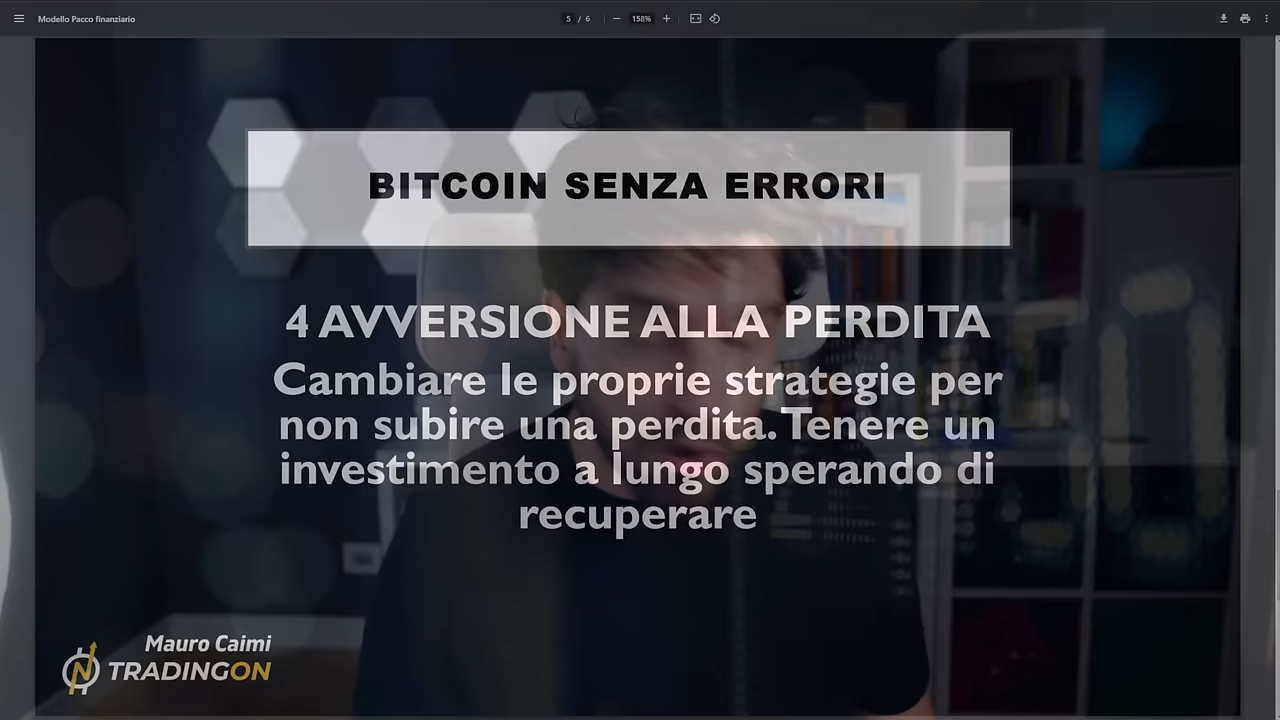 Modello Pacco finanziario
5 / 6
158%
BITCOIN SENZA ERRORI
4 AVVERSIONE ALLA PERDITA
Cambiare le proprie strategie per
non subire una perdita. Tenere un
investimento a lungo sperando di
recuperare
Mauro Caimi
TRADINGON